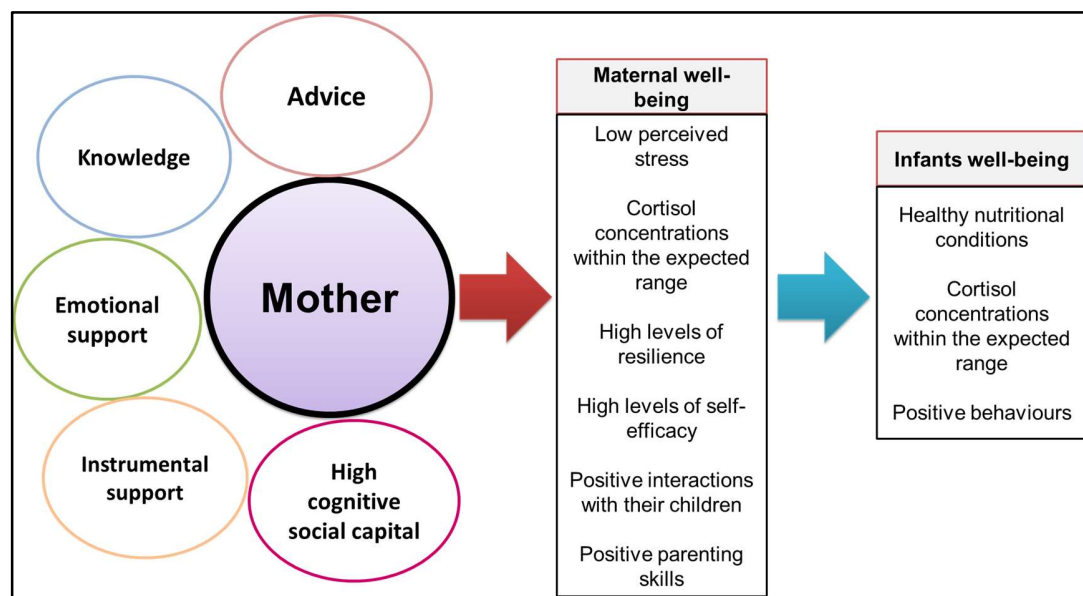 Advice
Knowledge
Emotional
support
Instrumental
support
High
cognitive
social capital
Mother
Maternal well-
being
Low perceived
stress
Cortisol
concentrations
within the expected
range
High levels of
resilience
High levels of self-
efficacy
Positive interactions
with their children
Positive parenting
skills
Infants well-being
Healthy nutritional
conditions
Cortisol
concentrations
within the expected
range
Positive behaviours